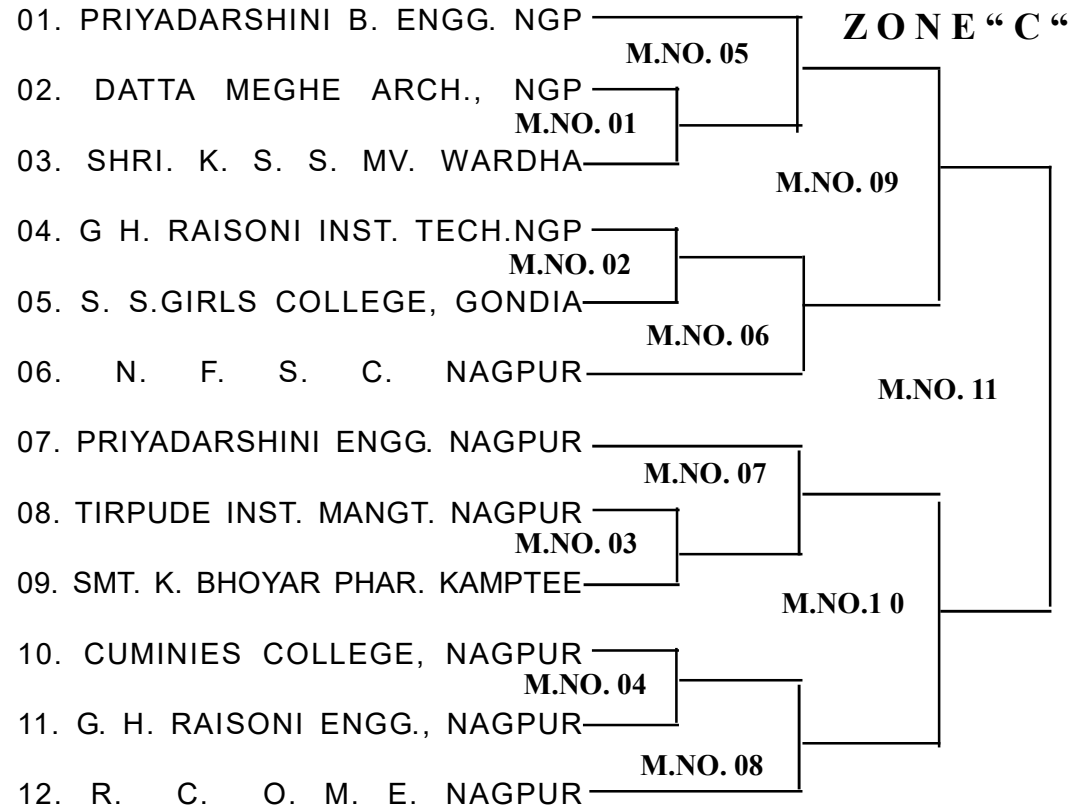 01. PRIYADARSHINI B. ENGG. NGP
Z O N E “ C “
M.NO. 05
02. DATTA MEGHE ARCH., NGP
M.NO. 01
03. SHRI. K. S. S. MV. WARDHA
M.NO. 09
04. G H. RAISONI INST. TECH.NGP
M.NO. 02
05. S. S.GIRLS COLLEGE, GONDIA
M.NO. 06
06. N. F. S. C. NAGPUR
M.NO. 11
07. PRIYADARSHINI ENGG. NAGPUR
M.NO. 07
08. TIRPUDE INST. MANGT. NAGPUR
M.NO. 03
09. SMT. K. BHOYAR PHAR. KAMPTEE
M.NO.1 0
10. CUMINIES COLLEGE, NAGPUR
M.NO. 04
11. G. H. RAISONI ENGG., NAGPUR
M.NO. 08
12. R. C. O. M. E. NAGPUR